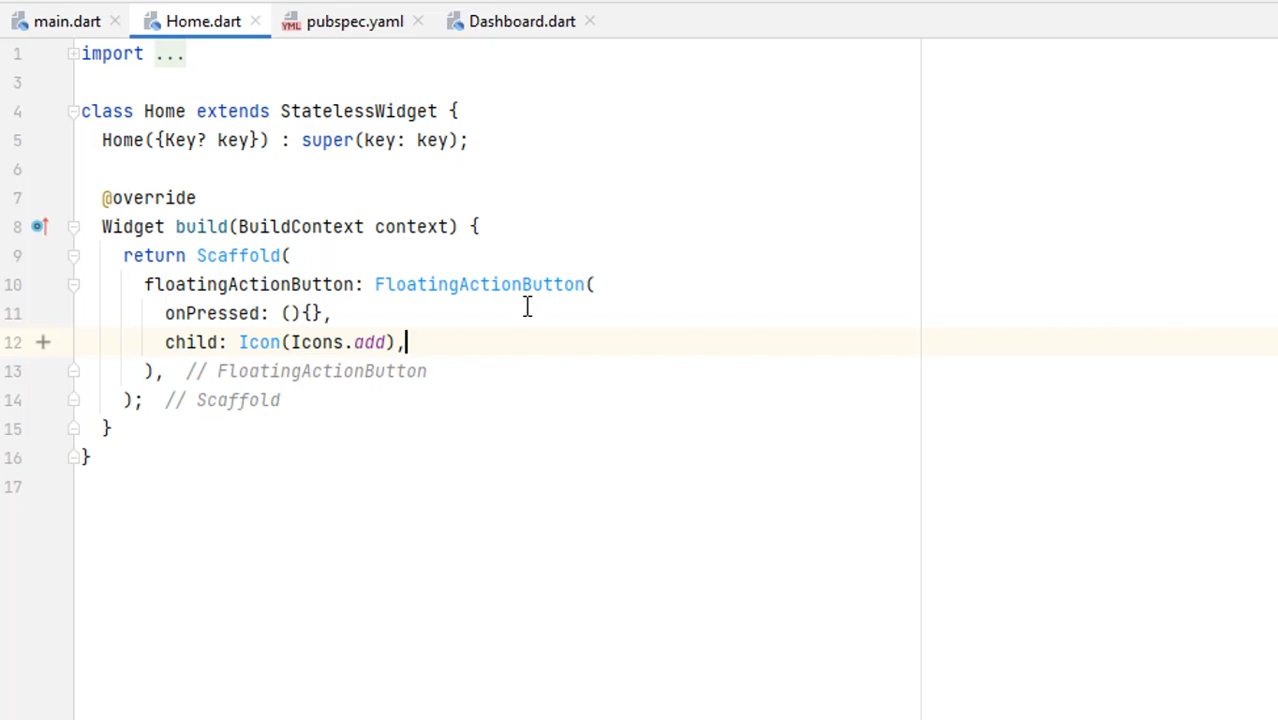 main.dart Home.dart pubspec.yaml Dashboard.dart
1 import ...
3
4 class Home extends StatelessWidget {
5 Home({Key? key}) : super(key: key);
6
7 @override
8 Widget build(BuildContext context) {
9 return Scaffold(
10 floatingActionButton: FloatingActionButton(
11 onPressed: (){},
12 child: Icon(Icons.add),
13 ), // FloatingActionButton
14 ); // Scaffold
15 }
16 }
17